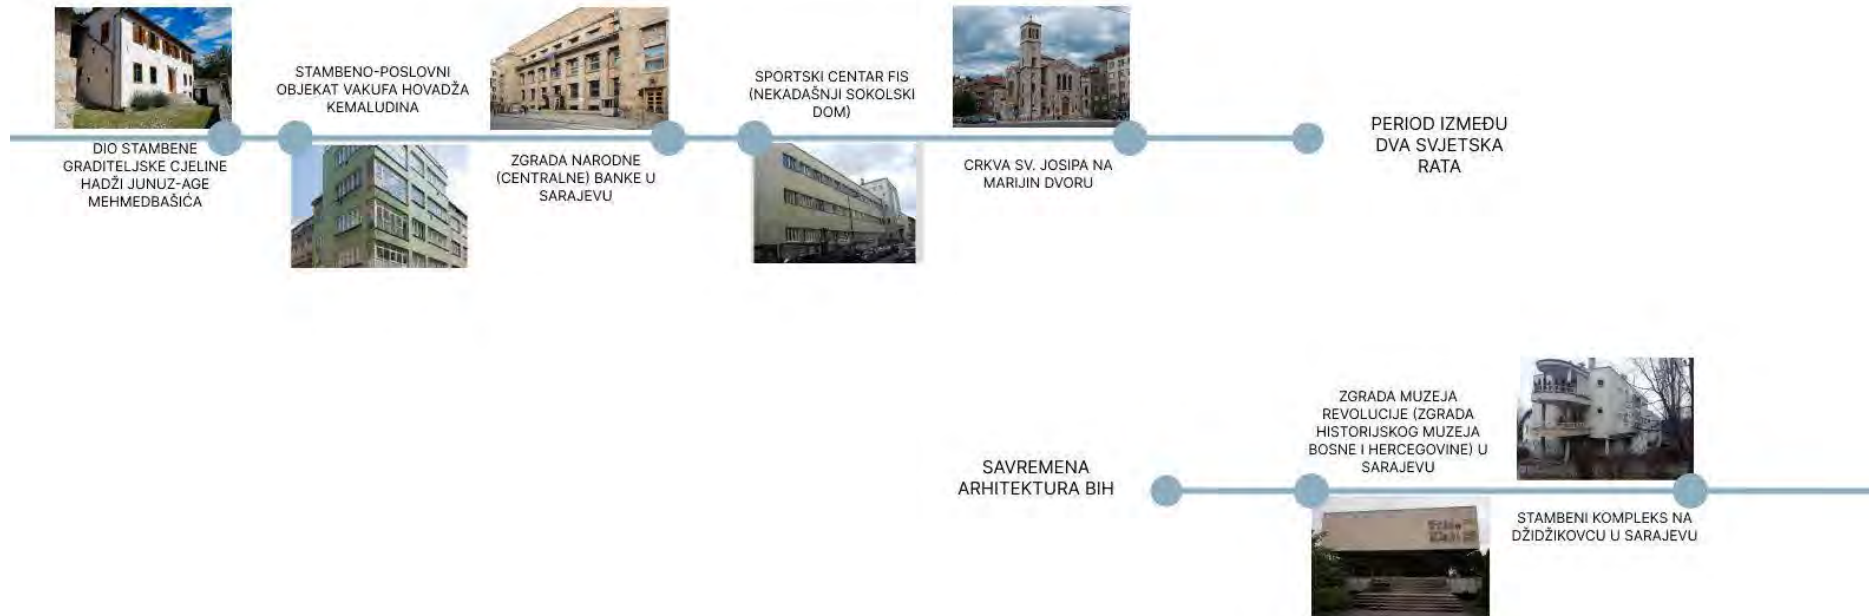 STAMBENO-POSLOVNI
OBJEKAT VAKUFA HOVADŽA
KEMALUDINA
SPORTSKI CENTAR FIS
(NEKADAŠNJI SOKOLSKI
DOM)
DIO STAMBENE
GRADITELJSKE CJELINE
HADŽI JUNUZ-AGE
MEHMEDBAŠIĆA
ZGRADA NARODNE
(CENTRALNE) BANKE U
SARAJEVU
CRKVA SV. JOSIPA NA
MARIJIN DVORU
PERIOD IZMEĐU
DVA SVJETSKA
RATA
SAVREMENA
ARHITEKTURA BIH
ZGRADA MUZEJA
REVOLUCIJE (ZGRADA
HISTORIJSKOG MUZEJA
BOSNE I HERCEGOVINE) U
SARAJEVU
STAMBENI KOMPLEKS NA
DŽIDŽIKOVCU U SARAJEVU